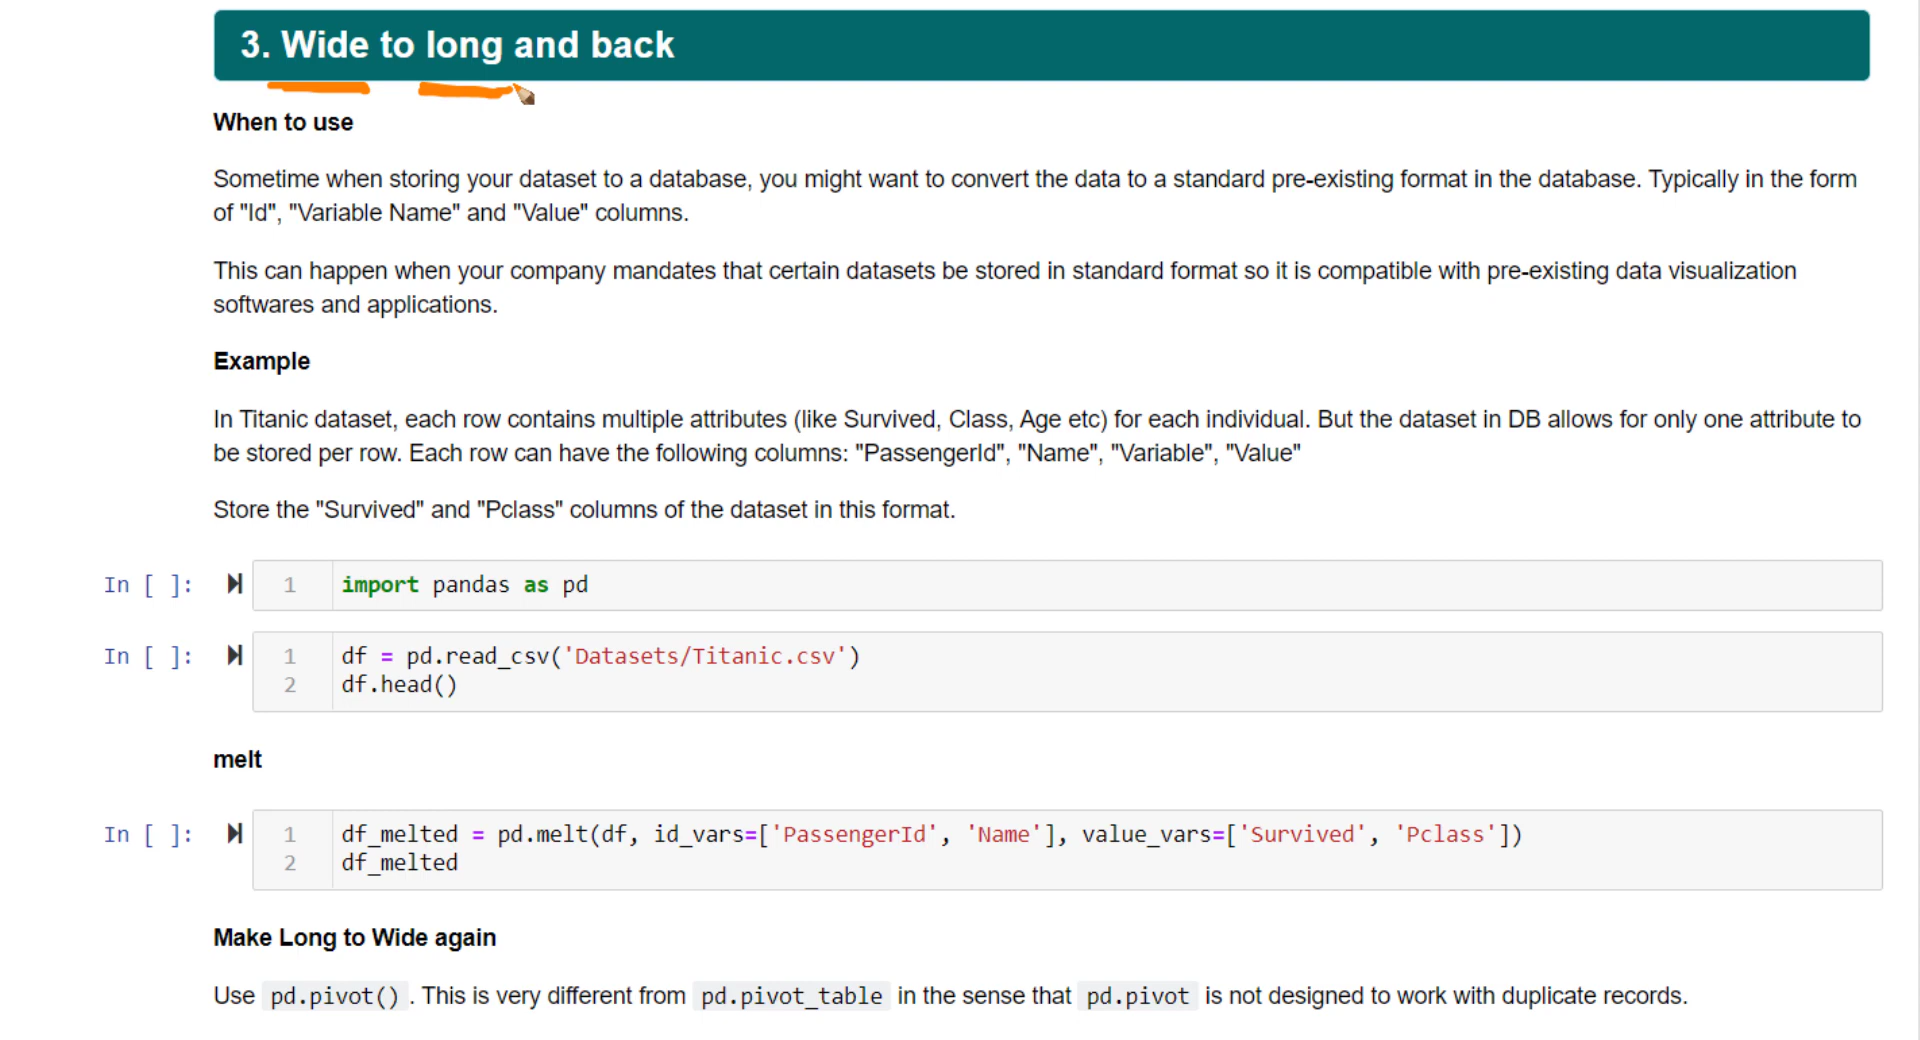 3. Wide to long and back
When to use
Sometime when storing your dataset to a database, you might want to convert the data to a standard pre-existing format in the database. Typically in the form
of "Id", "Variable Name" and "Value" columns.
This can happen when your company mandates that certain datasets be stored in standard format so it is compatible with pre-existing data visualization
softwares and applications.
Example
In Titanic dataset, each row contains multiple attributes (like Survived, Class, Age etc) for each individual. But the dataset in DB allows for only one attribute to
be stored per row. Each row can have the following columns: "PassengerId", "Name", "Variable", "Value"
Store the "Survived" and "Pclass" columns of the dataset in this format.
In [ ]: 1 import pandas as pd
In [ ]: 1 df = pd.read_csv('Datasets/Titanic.csv')
2 df.head()
melt
In [ ]: 1 df_melted = pd.melt(df, id_vars=['PassengerId', 'Name'], value_vars=['Survived', 'Pclass'])
2 df_melted
Make Long to Wide again
Use pd.pivot() . This is very different from pd.pivot_table in the sense that pd.pivot is not designed to work with duplicate records.